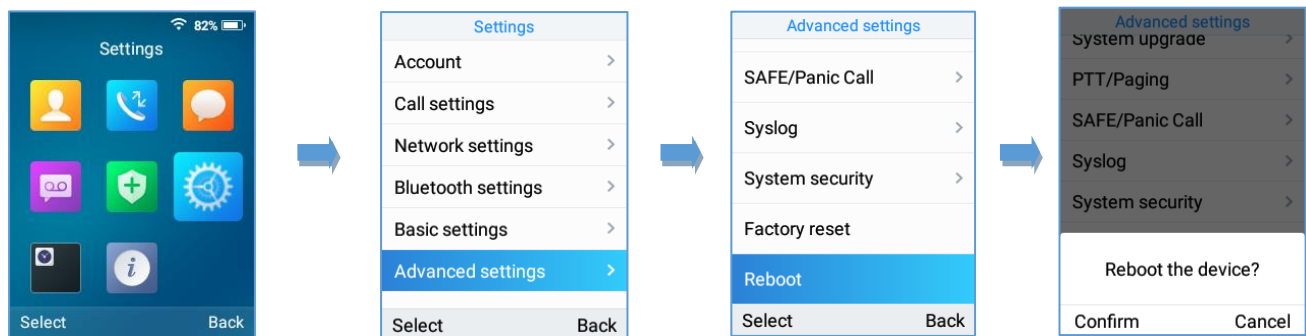 82%
Settings
Select Back
Settings
Account
Call settings
Network settings
Bluetooth settings
Basic settings
Advanced settings
Select Back
Advanced settings
SAFE/Panic Call
Syslog
System security
Factory reset
Reboot
Select Back
Advanced settings
System upgrade
PTT/Paging
SAFE/Panic Call
Syslog
System security
Reboot the device?
Confirm Cancel